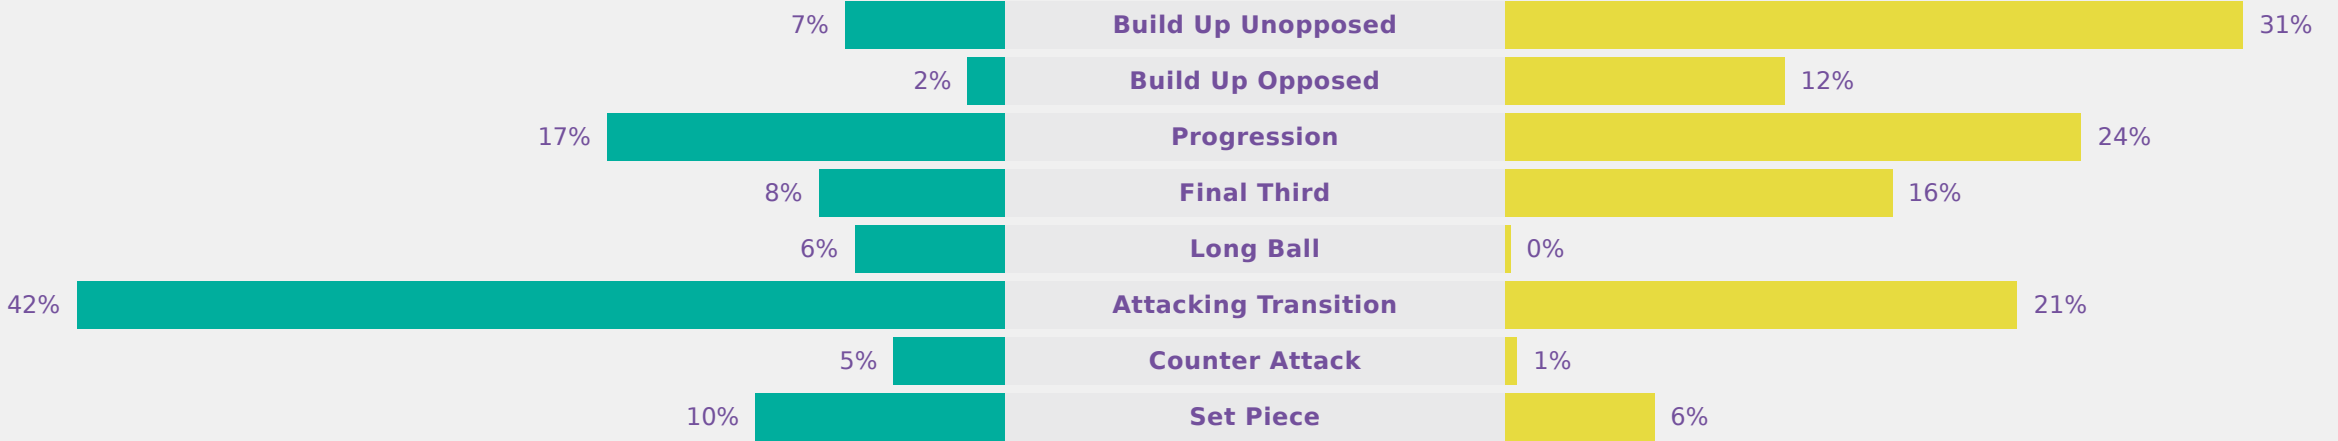 7% Build Up Unopposed 31%
2% Build Up Opposed 12%
17% Progression 24%
8% Final Third 16%
6% Long Ball 0%
42% Attacking Transition 21%
5% Counter Attack 1%
10% Set Piece 6%